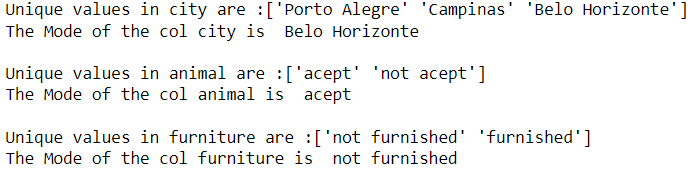 Unique values in city are :['Porto Alegre' 'Campinas' 'Belo Horizonte']
The Mode of the col city is  Belo Horizonte
Unique values in animal are :['acept' 'not acept']
The Mode of the col animal is  acept
Unique values in furniture are :['not furnished' 'furnished']
The Mode of the col furniture is  not furnished